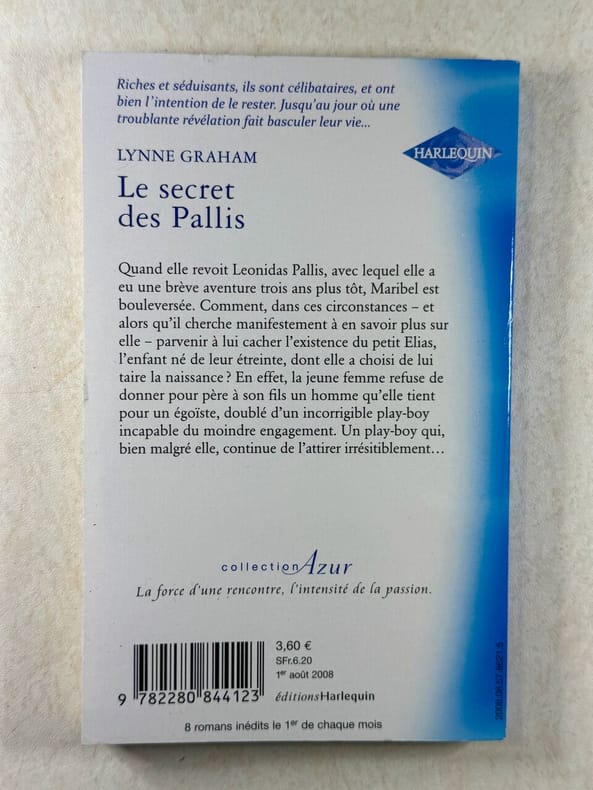 Riches et séduisants, ils sont célibataires, et ont
bien l'intention de le rester. Jusqu'au jour où une
troublante révélation fait basculer leur vie...
HARLEQUIN
LYNNE GRAHAM
Le secret
des Pallis
Quand elle revoit Leonidas Pallis, avec lequel elle a
eu une brève aventure trois ans plus tôt, Maribel est
bouleversée. Comment, dans ces circonstances – et
alors qu'il cherche manifestement à en savoir plus sur
elle – parvenir à lui cacher l'existence du petit Elias,
l'enfant né de leur étreinte, dont elle a choisi de lui
taire la naissance ? En effet, la jeune femme refuse de
donner pour père à son fils un homme qu'elle tient
pour un égoïste, doublé d'un incorrigible play-boy
incapable du moindre engagement. Un play-boy qui,
bien malgré elle, continue de l'attirer irrésitiblement…
collection Azur
La force d'une rencontre, l'intensité de la passion.
3,60 €
SFr.6.20
1er août 2008
9 782280 844123
éditionsHarlequin
8 romans inédits le 1er de chaque mois
2008.08.57.8621.5